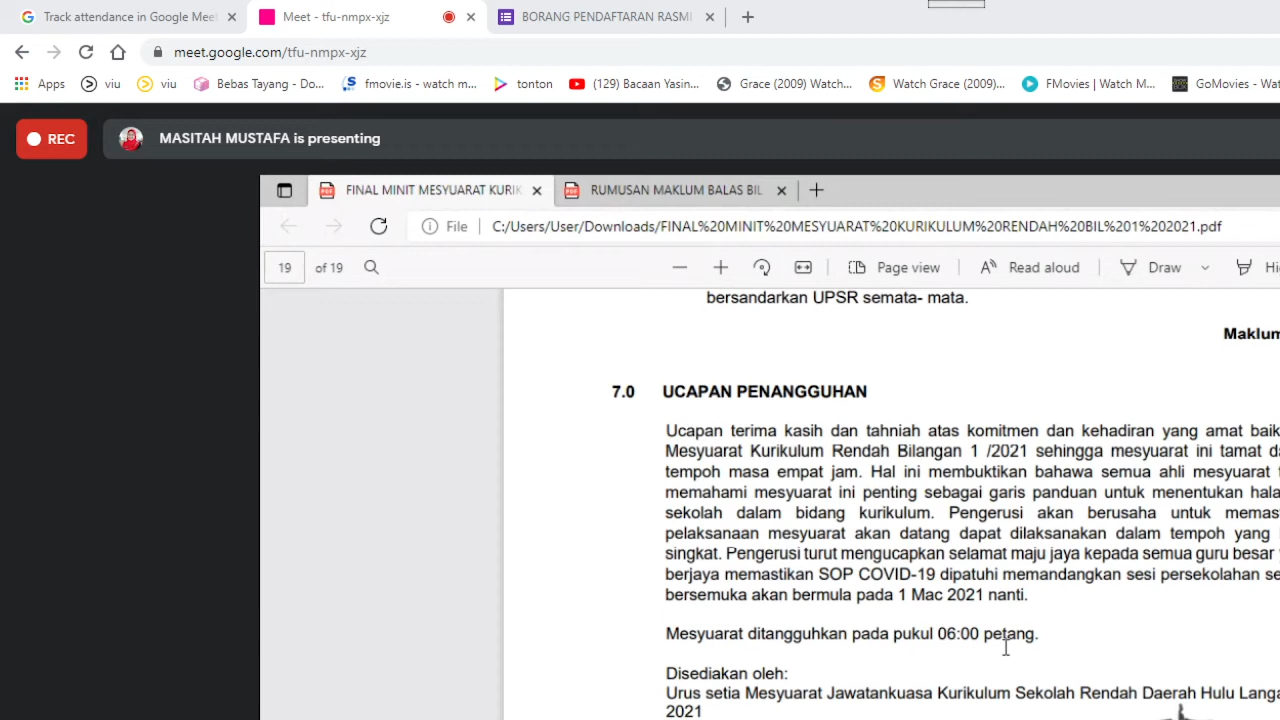 Track attendance in Google Meet
Meet - tfu-nmpx-xjz
BORANG PENDAFTARAN RASMI
meet.google.com/tfu-nmpx-xjz
Apps
viu
viu
Bebas Tayang - Do...
fmovie.is - watch m...
tonton
(129) Bacaan Yasin...
Grace (2009) Watch...
Watch Grace (2009)...
FMovies | Watch M...
GoMovies - Wat
REC
MASITAH MUSTAFA is presenting
FINAL MINIT MESYUARAT KURIK
RUMUSAN MAKLUM BALAS BIL
File
C:/Users/User/Downloads/FINAL%20MINIT%20MESYUARAT%20KURIKULUM%20RENDAH%20BIL%201%202021.pdf
19 of 19
Page view
Read aloud
Draw
Hi
bersandarkan UPSR semata- mata.
Maklum
7.0 UCAPAN PENANGGUHAN
Ucapan terima kasih dan tahniah atas komitmen dan kehadiran yang amat baik
Mesyuarat Kurikulum Rendah Bilangan 1 /2021 sehingga mesyuarat ini tamat da
tempoh masa empat jam. Hal ini membuktikan bahawa semua ahli mesyuarat t
memahami mesyuarat ini penting sebagai garis panduan untuk menentukan hala
sekolah dalam bidang kurikulum. Pengerusi akan berusaha untuk memast
pelaksanaan mesyuarat akan datang dapat dilaksanakan dalam tempoh yang
singkat. Pengerusi turut mengucapkan selamat maju jaya kepada semua guru besar
berjaya memastikan SOP COVID-19 dipatuhi memandangkan sesi persekolahan se
bersemuka akan bermula pada 1 Mac 2021 nanti.
Mesyuarat ditangguhkan pada pukul 06:00 petang.
Disediakan oleh:
Urus setia Mesyuarat Jawatankuasa Kurikulum Sekolah Rendah Daerah Hulu Langa
2021